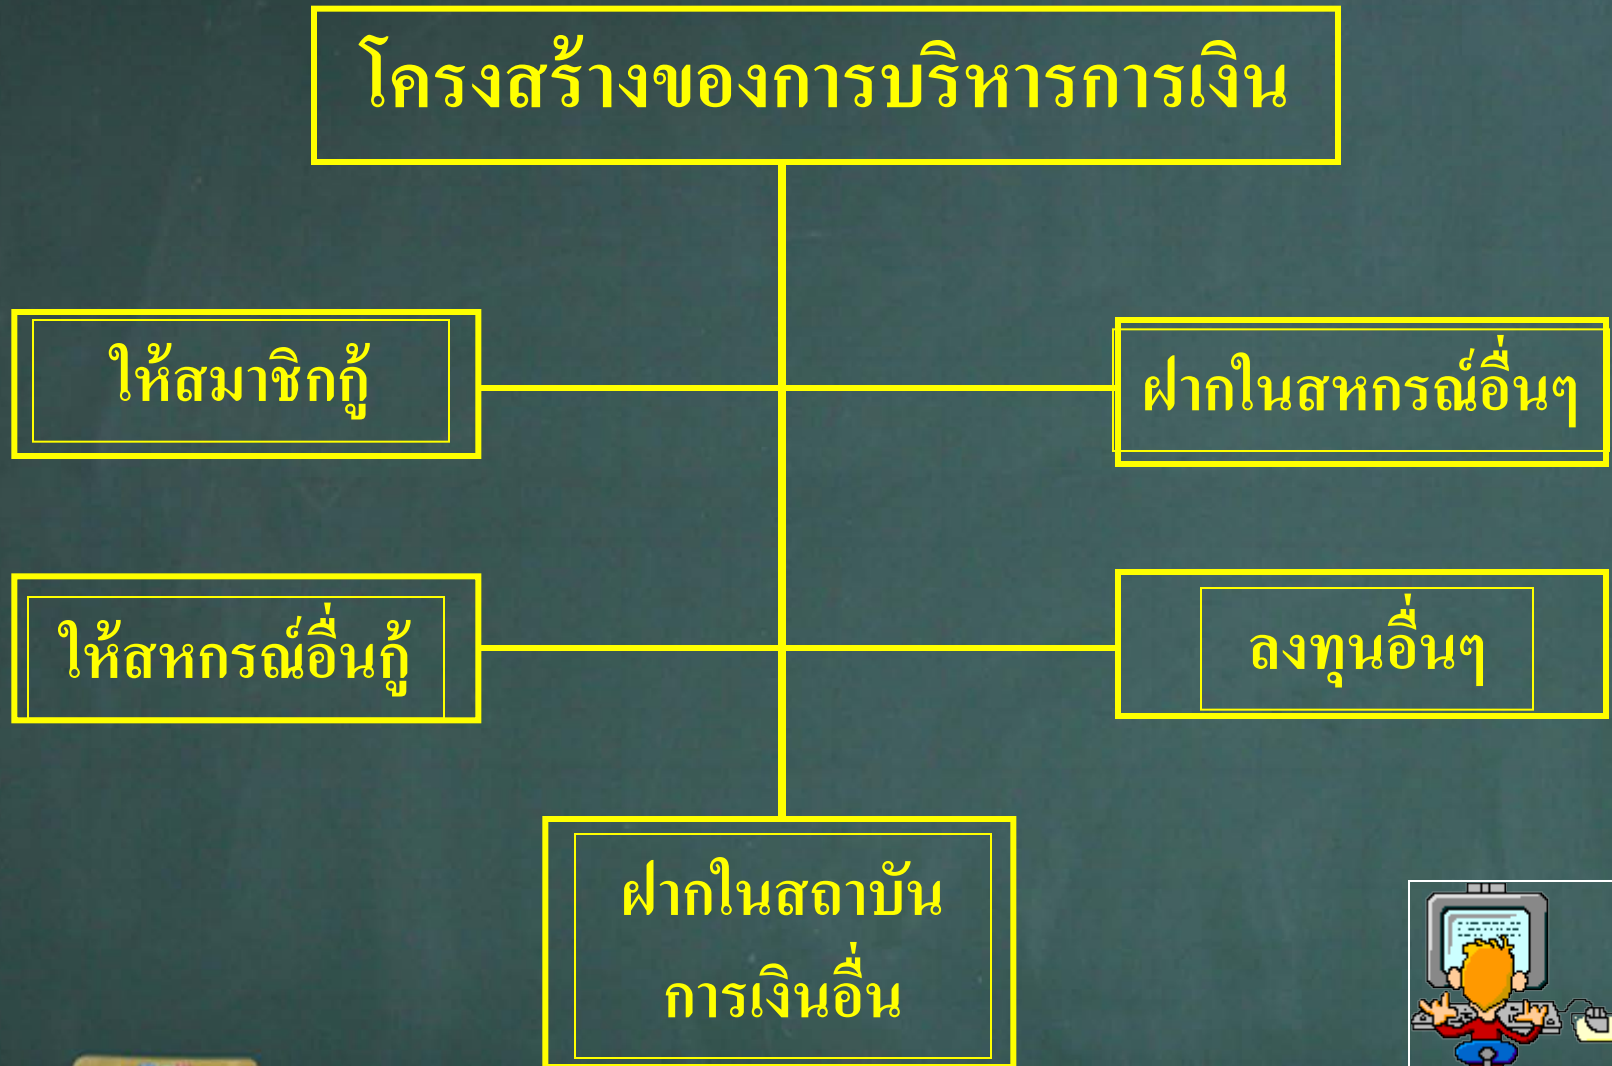 โครงสร้างของการบริหารการเงิน
ให้สมาชิกกู้
ฝากในสหกรณ์อื่นๆ
ให้สหกรณ์อื่นกู้
ลงทุนอื่นๆ
ฝากในสถาบัน
การเงินอื่น